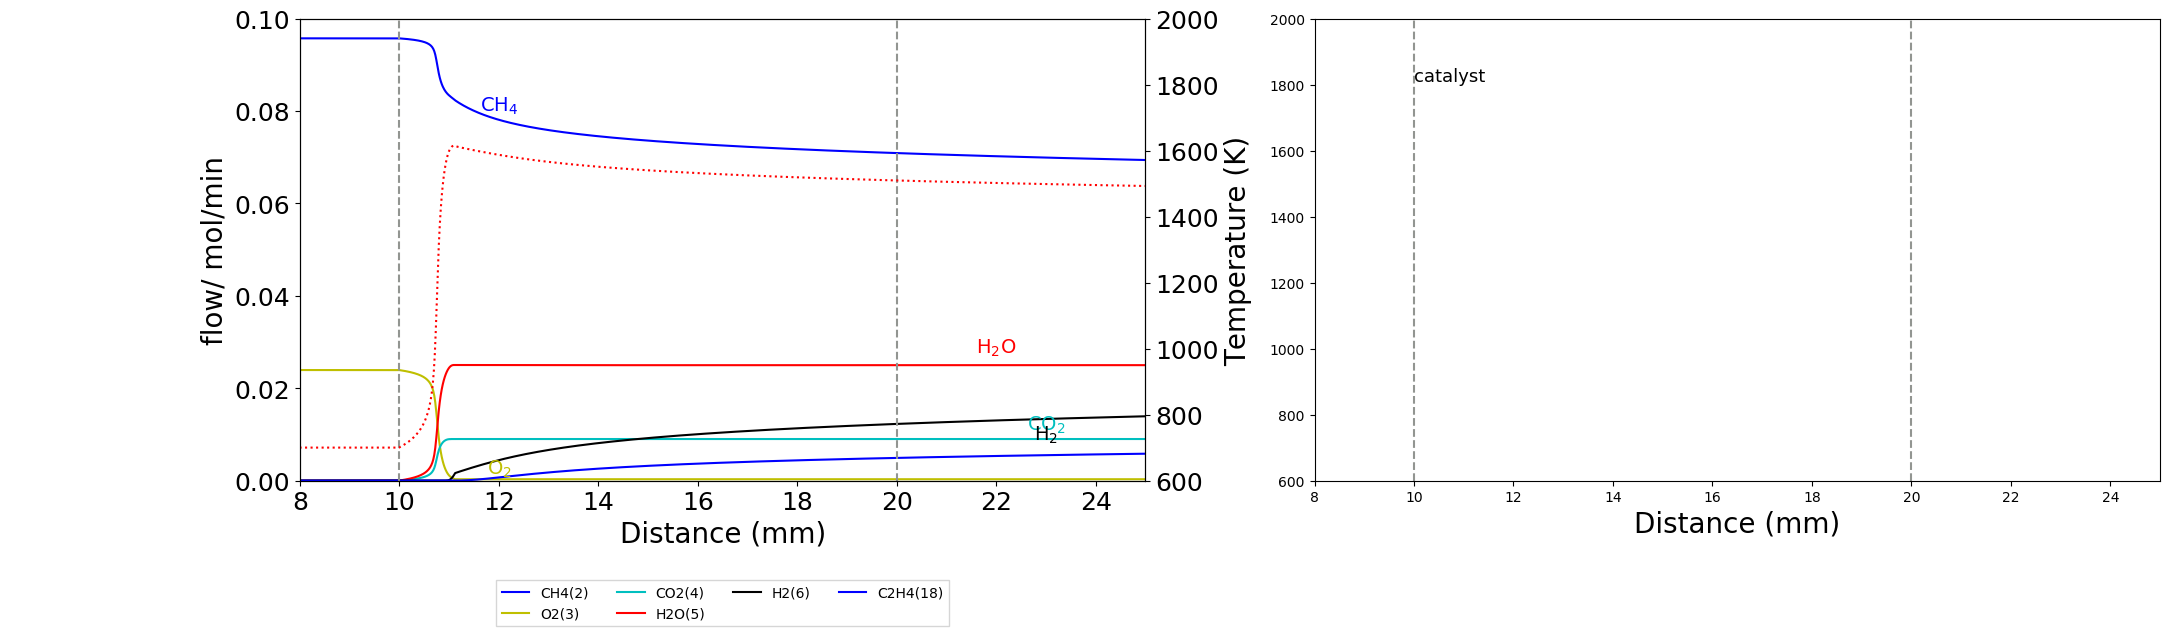 0.10
0.08
0.06
0.04
0.02
0.00
flow/ mol/min
8 10 12 14 16 18 20 22 24
Distance (mm)
CH₄
H₂O
CO₂
H₂
O₂
2000
1800
1600
1400
1200
1000
800
600
Temperature (K)
CH4(2) CO2(4) H2(6) C2H4(18)
O2(3) H2O(5)
2000
1800
1600
1400
1200
1000
800
600
catalyst
8 10 12 14 16 18 20 22 24
Distance (mm)